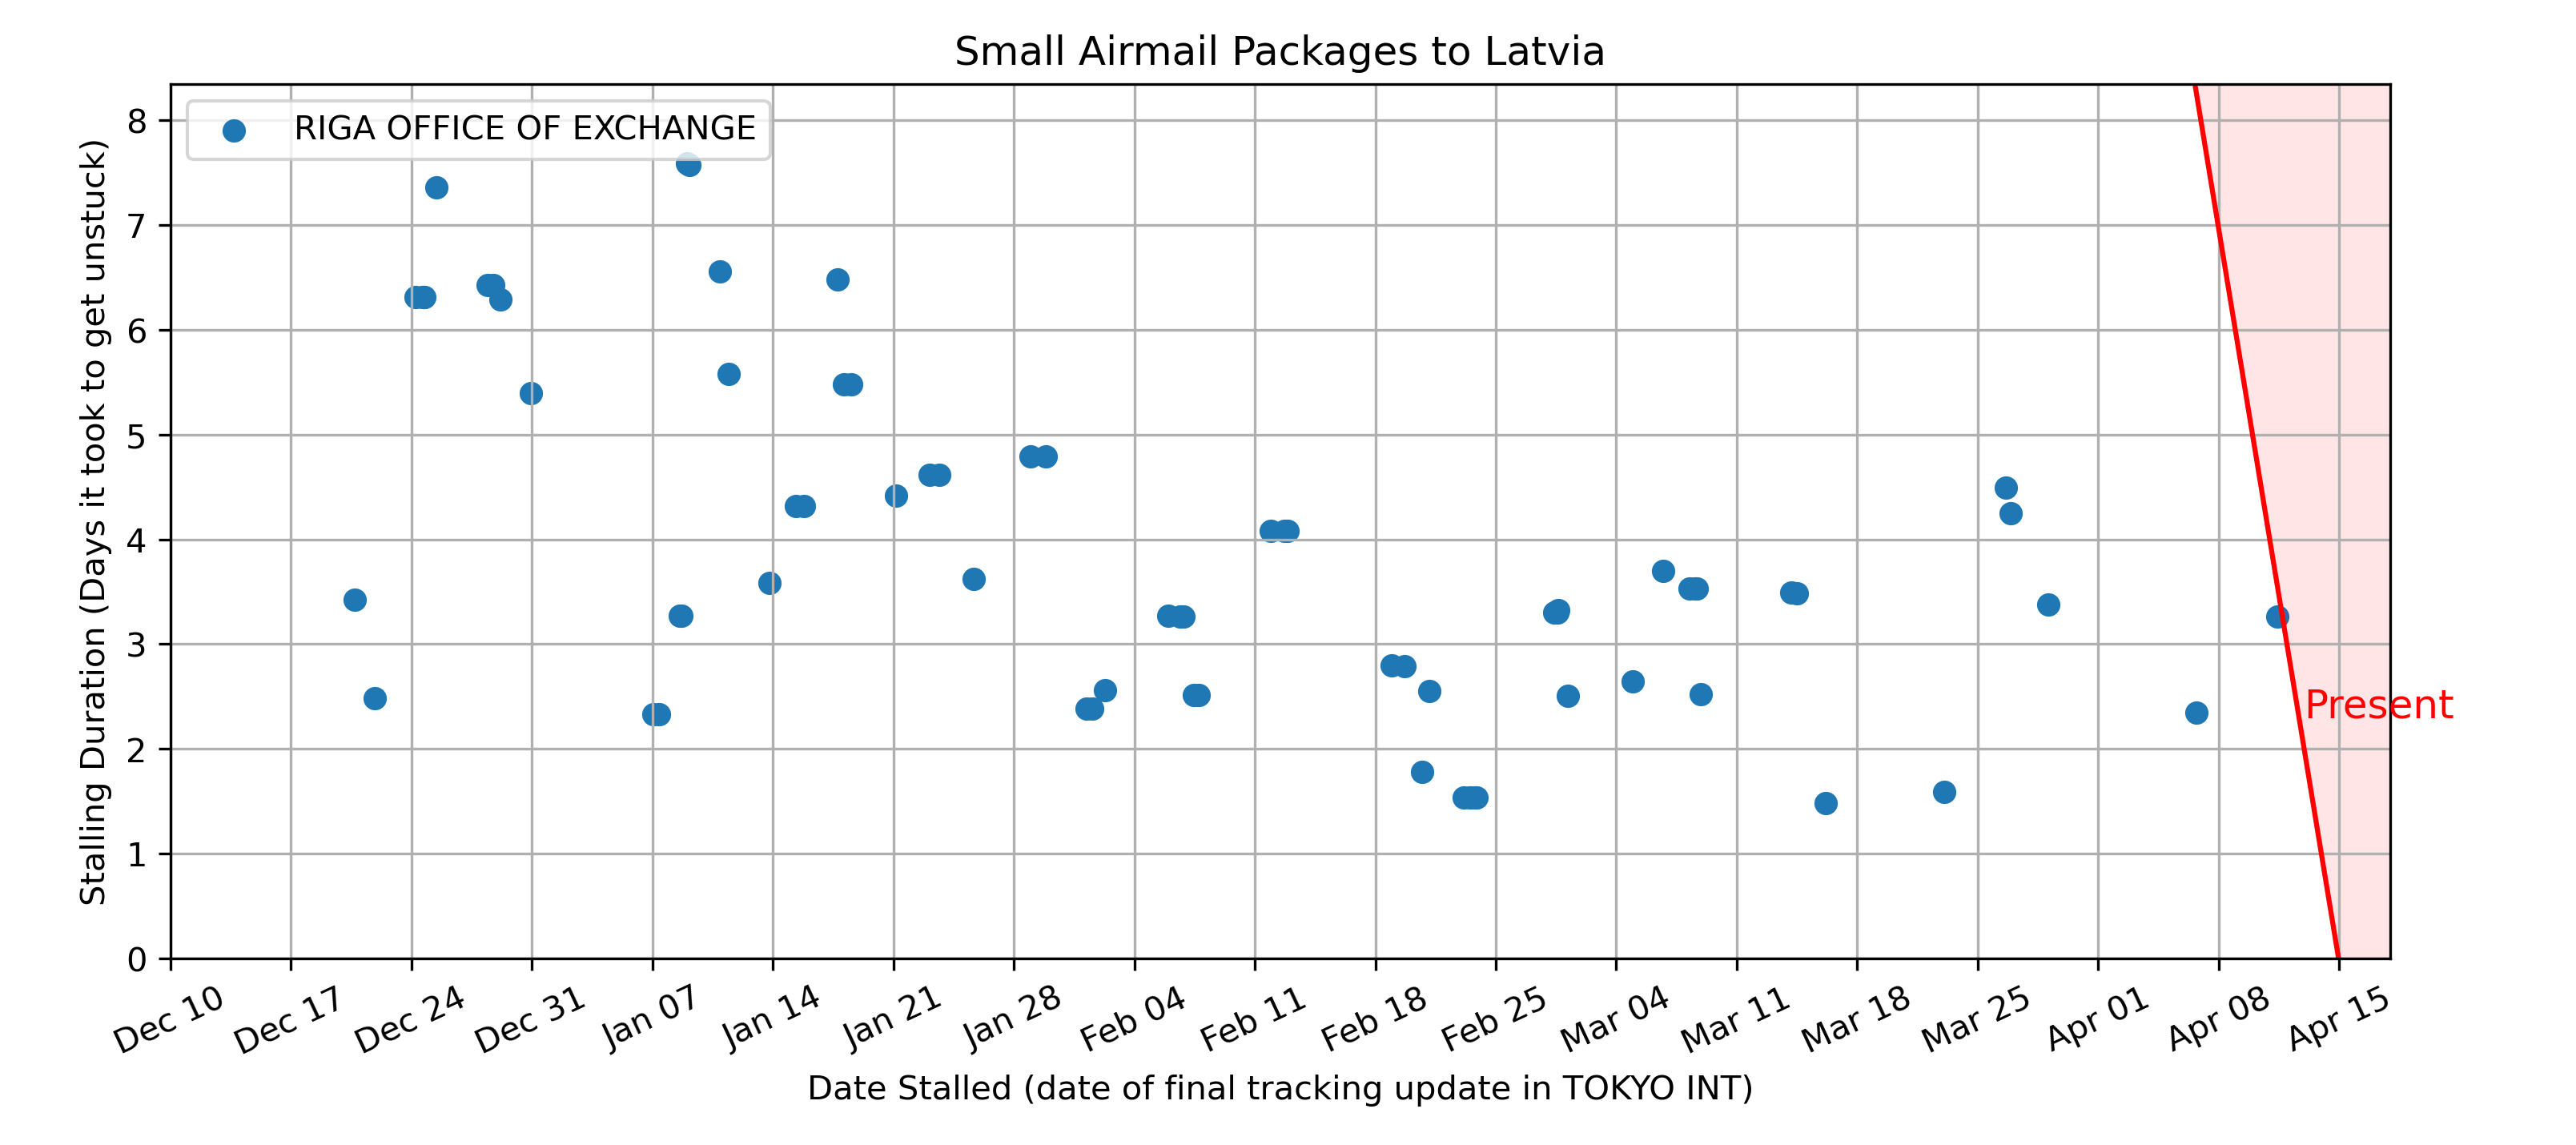 Small Airmail Packages to Latvia
RIGA OFFICE OF EXCHANGE
Stalling Duration (Days it took to get unstuck)
8
7
6
5
4
3
2
1
0
Present
Dec 10 Dec 17 Dec 24 Dec 31 Jan 07 Jan 14 Jan 21 Jan 28 Feb 04 Feb 11 Feb 18 Feb 25 Mar 04 Mar 11 Mar 18 Mar 25 Apr 01 Apr 08 Apr 15
Date Stalled (date of final tracking update in TOKYO INT)